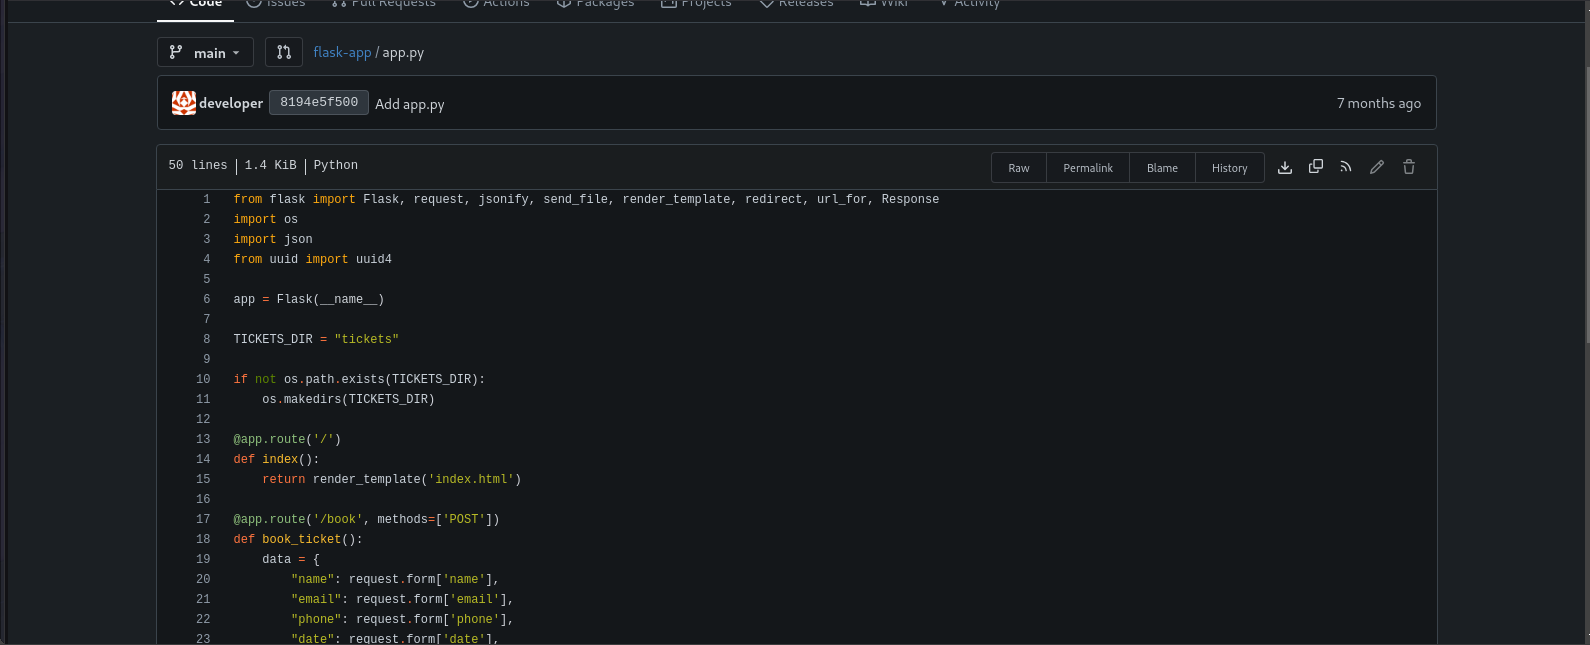 Code Issues Pull Requests Actions Packages Projects Releases Wiki Activity
main flask-app / app.py
developer 8194e5f500 Add app.py 7 months ago
50 lines | 1.4 KiB | Python Raw Permalink Blame History
1 from flask import Flask, request, jsonify, send_file, render_template, redirect, url_for, Response
2 import os
3 import json
4 from uuid import uuid4
5
6 app = Flask(__name__)
7
8 TICKETS_DIR = "tickets"
9
10 if not os.path.exists(TICKETS_DIR):
11     os.makedirs(TICKETS_DIR)
12
13 @app.route('/')
14 def index():
15     return render_template('index.html')
16
17 @app.route('/book', methods=['POST'])
18 def book_ticket():
19     data = {
20         "name": request.form['name'],
21         "email": request.form['email'],
22         "phone": request.form['phone'],
23         "date": request.form['date'],